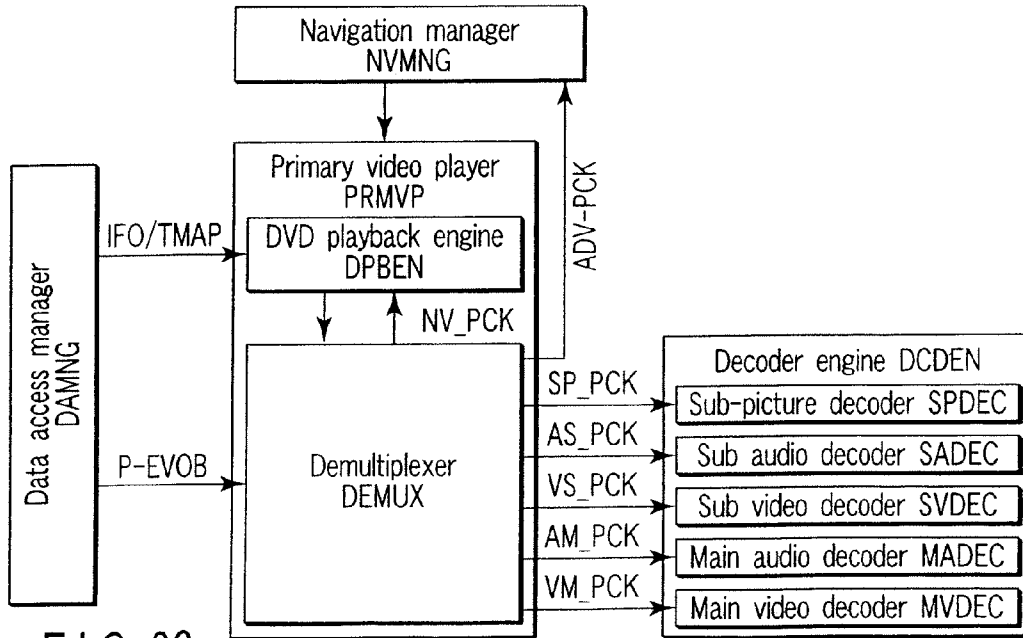 Navigation manager
NVMNG
Primary video player
PRMVP
ADV-PCK
IFO/TMAP
DVD playback engine
DPBEN
NV_PCK
Data access manager
DAMNG
Decoder engine DCDEN
SP_PCK
Sub-picture decoder SPDEC
AS_PCK
Sub audio decoder SADEC
P-EVOB
Demultiplexer
DEMUX
VS_PCK
Sub video decoder SVDEC
AM_PCK
Main audio decoder MADEC
VM_PCK
Main video decoder MVDEC